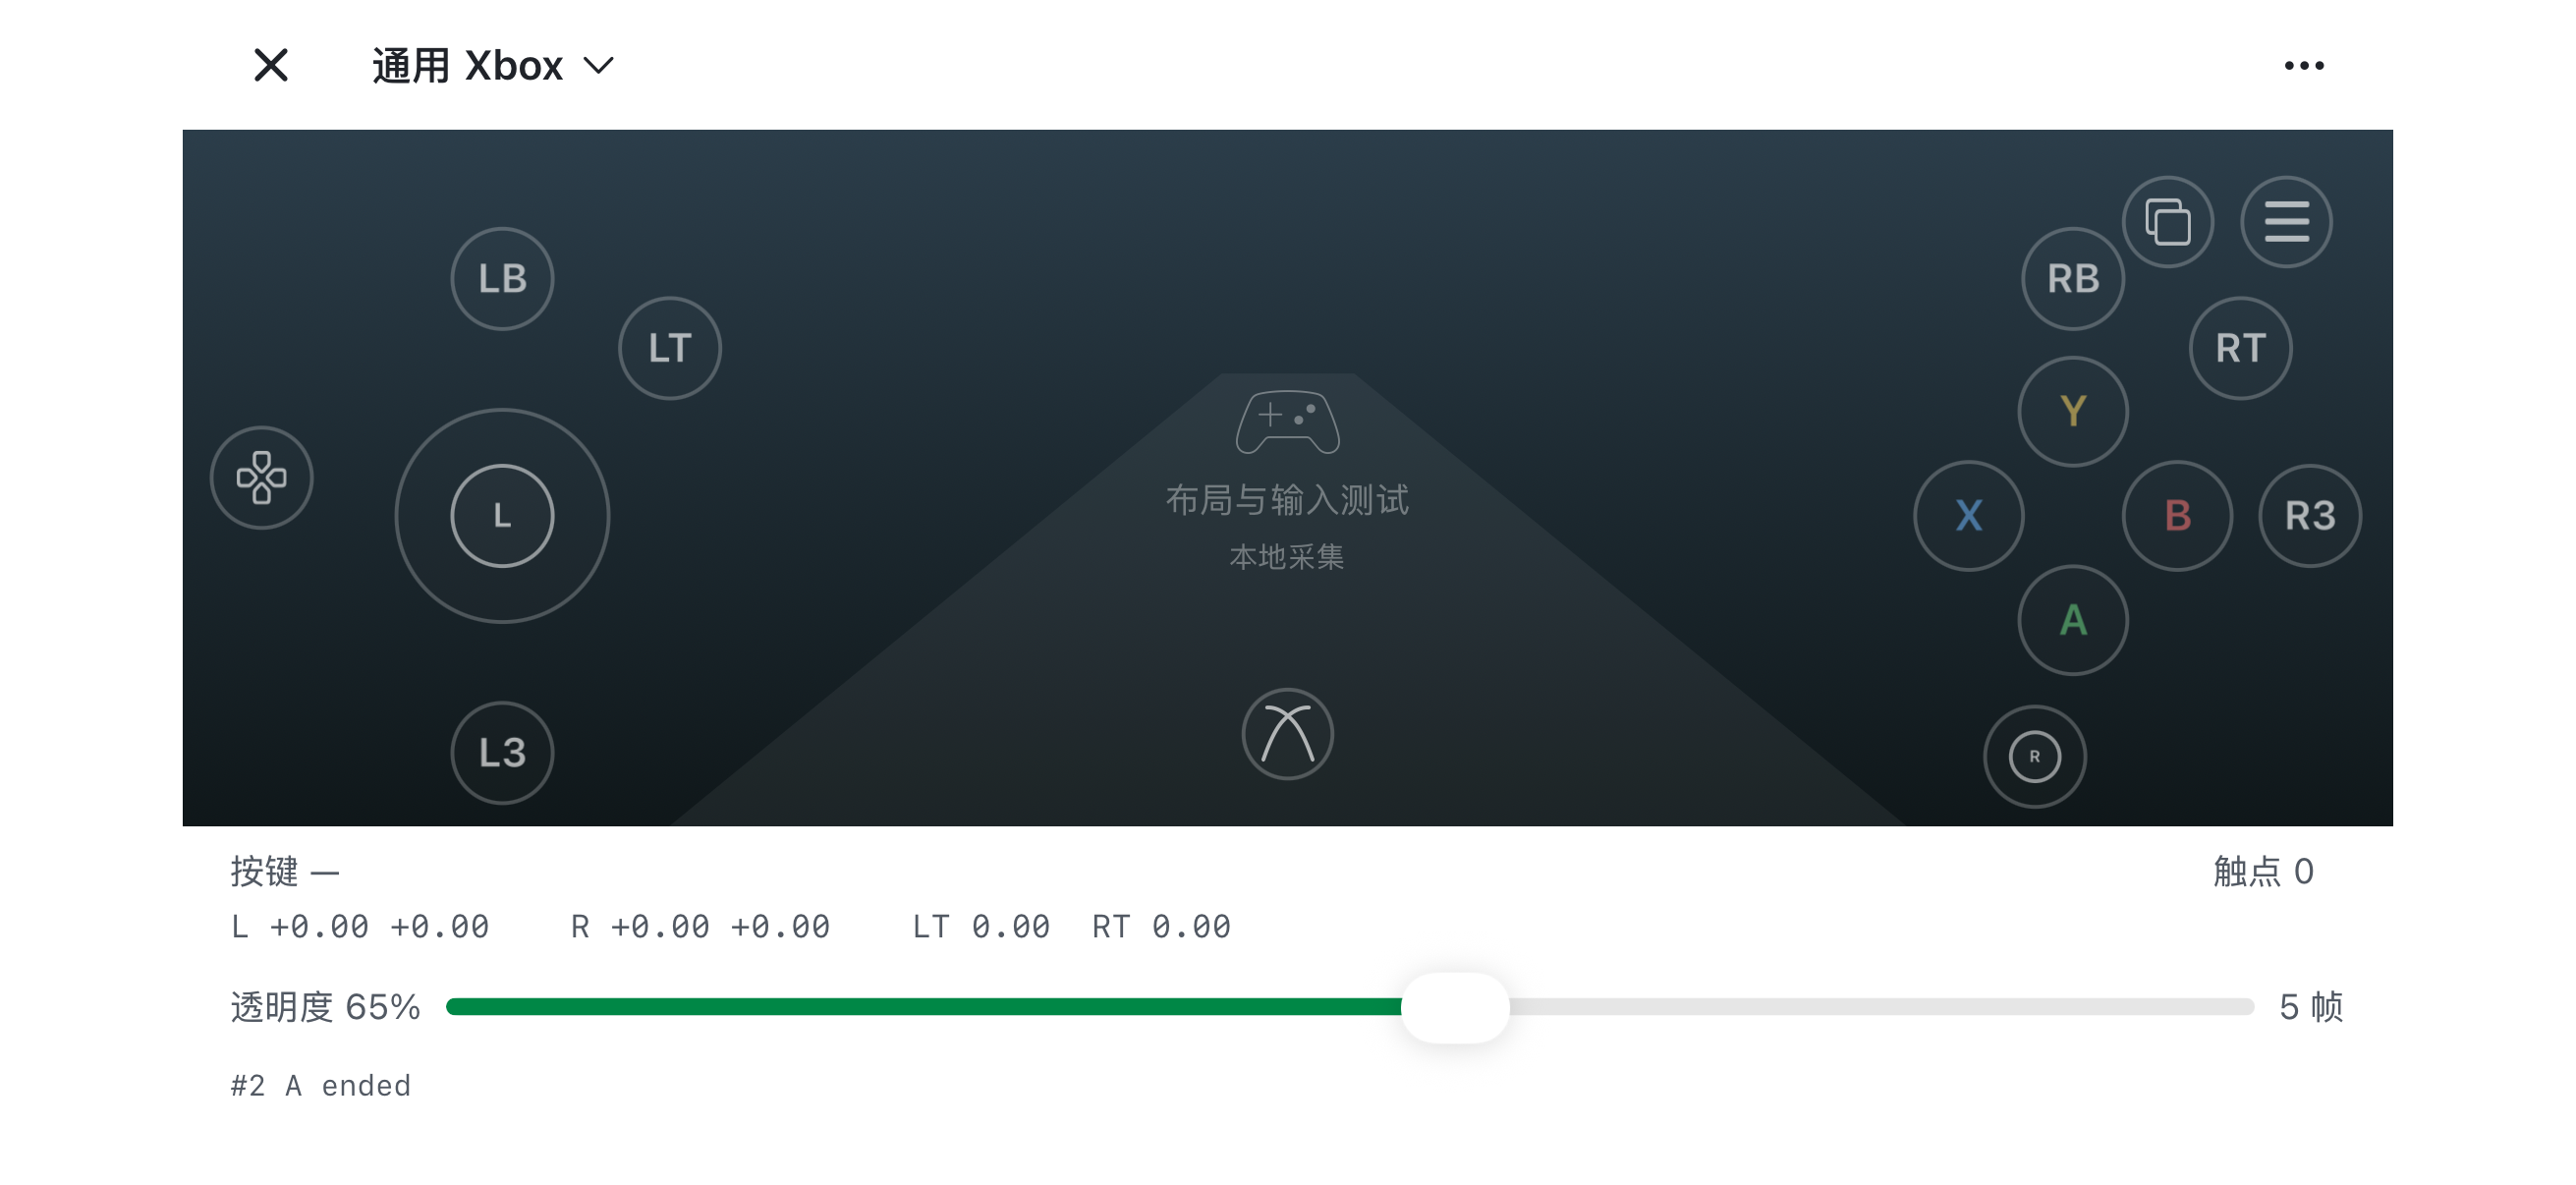 通用 Xbox
LB
LT
RB
RT
Y
X
B
R3
A
L
L3
R
布局与输入测试
本地采集
按键 —
触点 0
L +0.00 +0.00 R +0.00 +0.00 LT 0.00 RT 0.00
透明度 65%
5 帧
#2 A ended